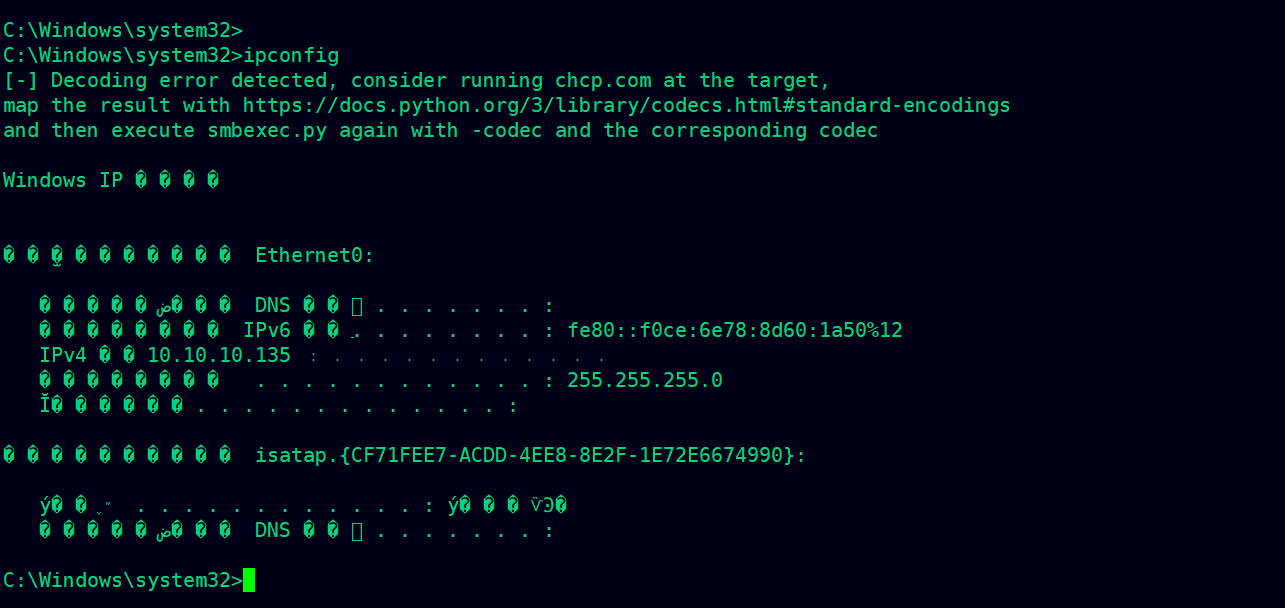 C:\Windows\system32>
C:\Windows\system32>ipconfig
[-] Decoding error detected, consider running chcp.com at the target,
map the result with https://docs.python.org/3/library/codecs.html#standard-encodings
and then execute smbexec.py again with -codec and the corresponding codec
Windows IP � � � �
� � � � � � � � � � Ethernet0:
� � � � � ض� � � DNS � � . . . . . . . :
� � � � � � � � IPv6 � � . . . . . . . . : fe80::f0ce:6e78:8d60:1a50%12
IPv4 � � 10.10.10.135 : . . . . . . . . . . . .
� � � � � � � � . . . . . . . . . . . . : 255.255.255.0
Ĭ� � � � � � . . . . . . . . . . . . . :
� � � � � � � � � � isatap.{CF71FEE7-ACDD-4EE8-8E2F-1E72E6674990}:
ý� � . . . . . . . . . . . . : ý� � � �
� � � � � ض� � � DNS � � . . . . . . . :
C:\Windows\system32>